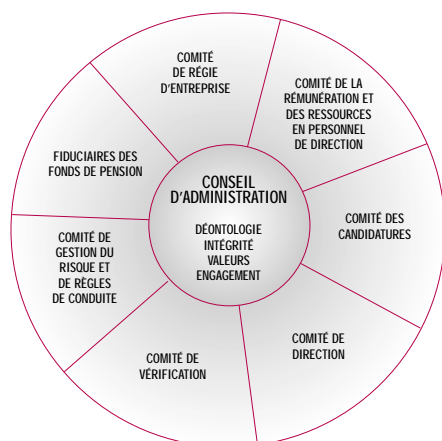 COMITÉ
DE RÉGIE
D'ENTREPRISE
COMITÉ DE LA
RÉMUNÉRATION ET
DES RESSOURCES
EN PERSONNEL
DE DIRECTION
COMITÉ DES
CANDIDATURES
COMITÉ DE
DIRECTION
COMITÉ DE
VÉRIFICATION
COMITÉ DE
GESTION DU
RISQUE ET
DE RÈGLES
DE CONDUITE
FIDUCIAIRES DES
FONDS DE PENSION
CONSEIL
D'ADMINISTRATION
DÉONTOLOGIE
INTÉGRITÉ
VALEURS
ENGAGEMENT